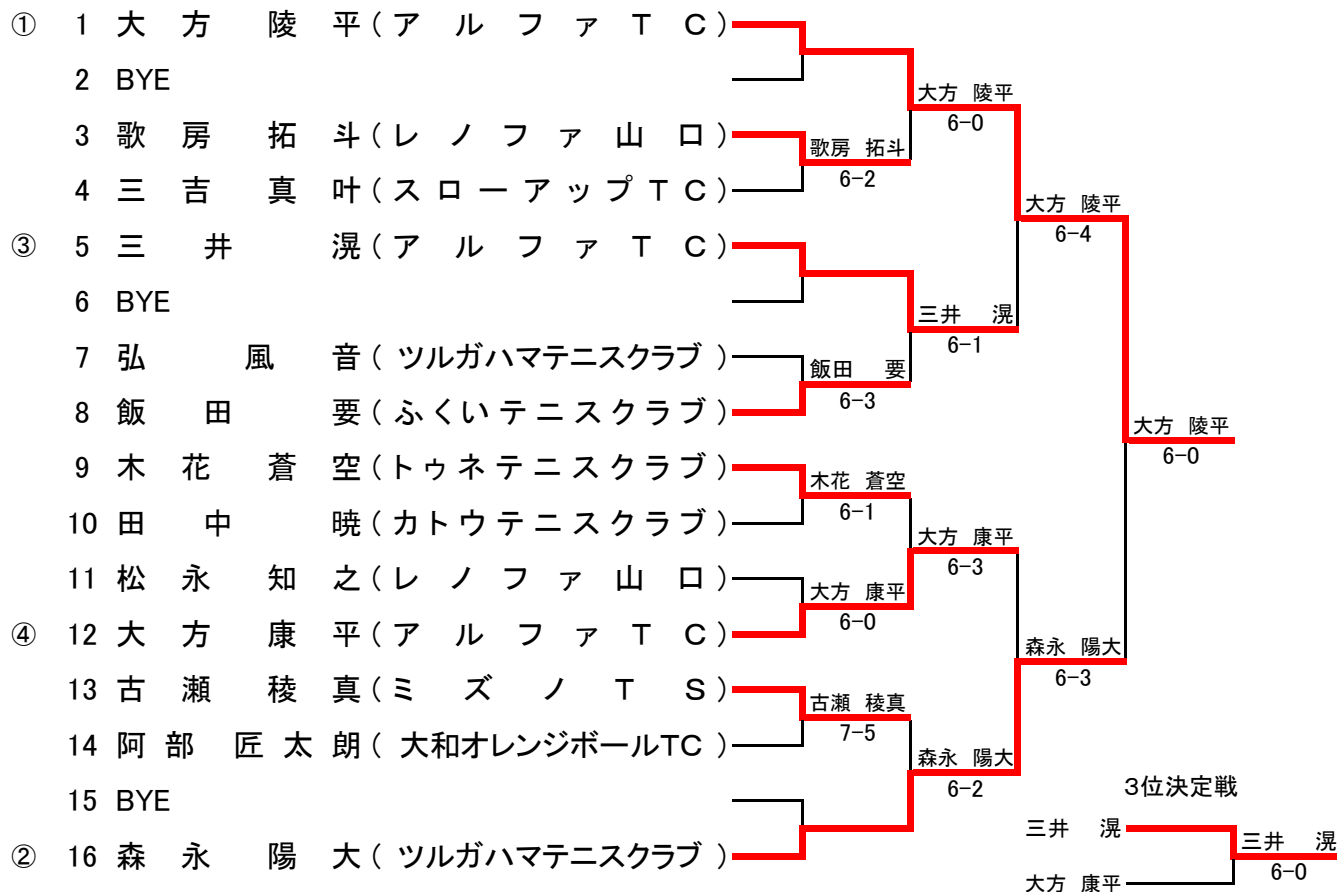 ① 1 大方 陵平(アルファTC)
2 BYE
大方 陵平
6-0
3 歌房 拓斗(レノファ山口)
歌房 拓斗
6-2
4 三吉 真叶(スローアップTC)
大方 陵平
6-4
③ 5 三井 滉(アルファTC)
6 BYE
三井 滉
6-1
7 弘 風音(ツルガハマテニスクラブ)
飯田 要
6-3
8 飯田 要(ふくいテニスクラブ)
大方 陵平
6-0
9 木花 蒼空(トゥネテニスクラブ)
木花 蒼空
6-1
10 田中 暁(カトウテニスクラブ)
大方 康平
6-3
11 松永 知之(レノファ山口)
大方 康平
6-0
④ 12 大方 康平(アルファTC)
森永 陽大
6-3
13 古瀬 稜真(ミズノTS)
古瀬 稜真
7-5
14 阿部 匠太朗(大和オレンジボールTC)
森永 陽大
6-2
15 BYE
② 16 森永 陽大(ツルガハマテニスクラブ)
3位決定戦
三井 滉
三井 滉
6-0
大方 康平